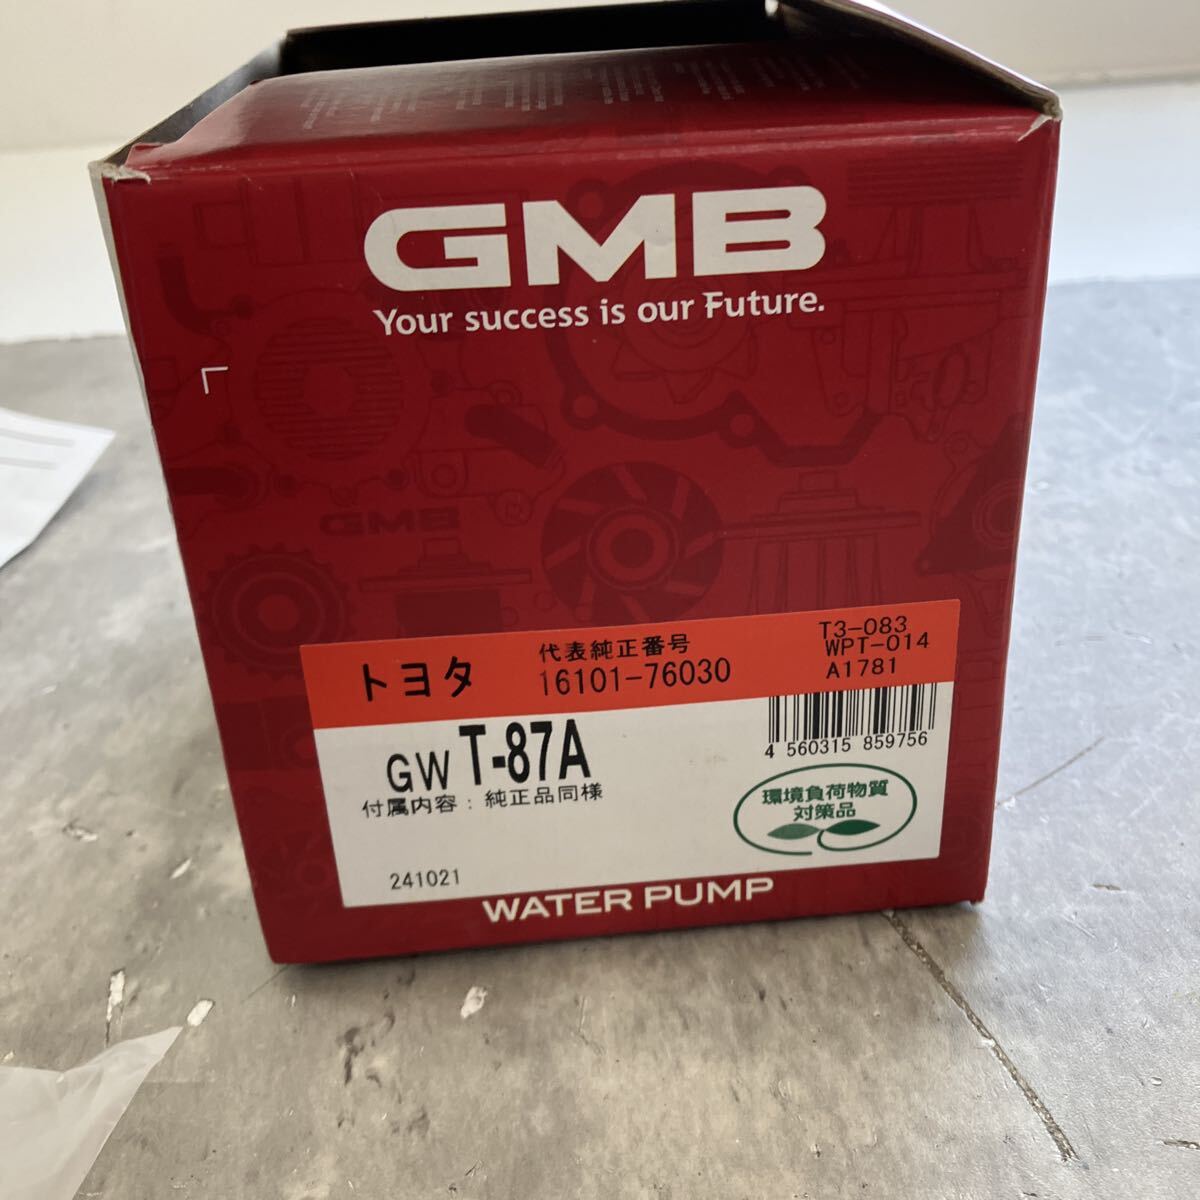 GMB
Your success is our Future.
GMB
トヨタ
代表純正番号
16101-76030
T3-083
WPT-014
A1781
GWT-87A
付属内容：純正品同様
4 560315 859756
環境負荷物質
対策品
241021
WATER PUMP